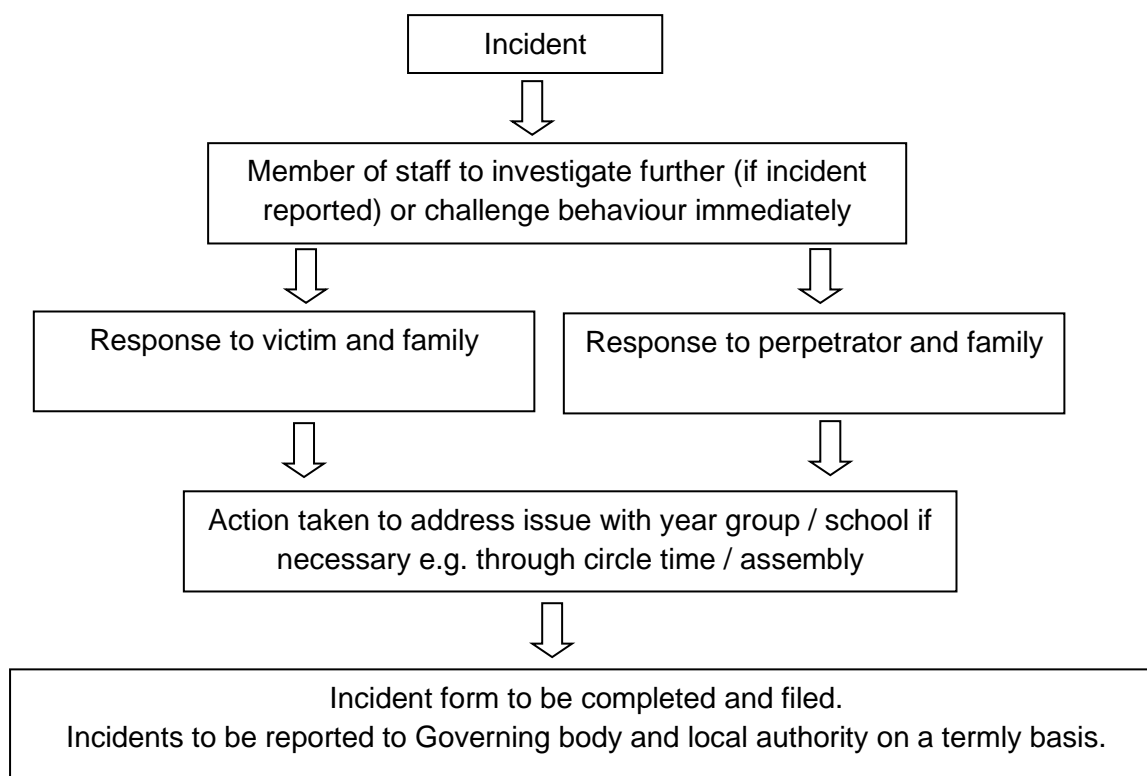 Incident
Member of staff to investigate further (if incident
reported) or challenge behaviour immediately
Response to victim and family
Response to perpetrator and family
Action taken to address issue with year group / school if
necessary e.g. through circle time / assembly
Incident form to be completed and filed.
Incidents to be reported to Governing body and local authority on a termly basis.